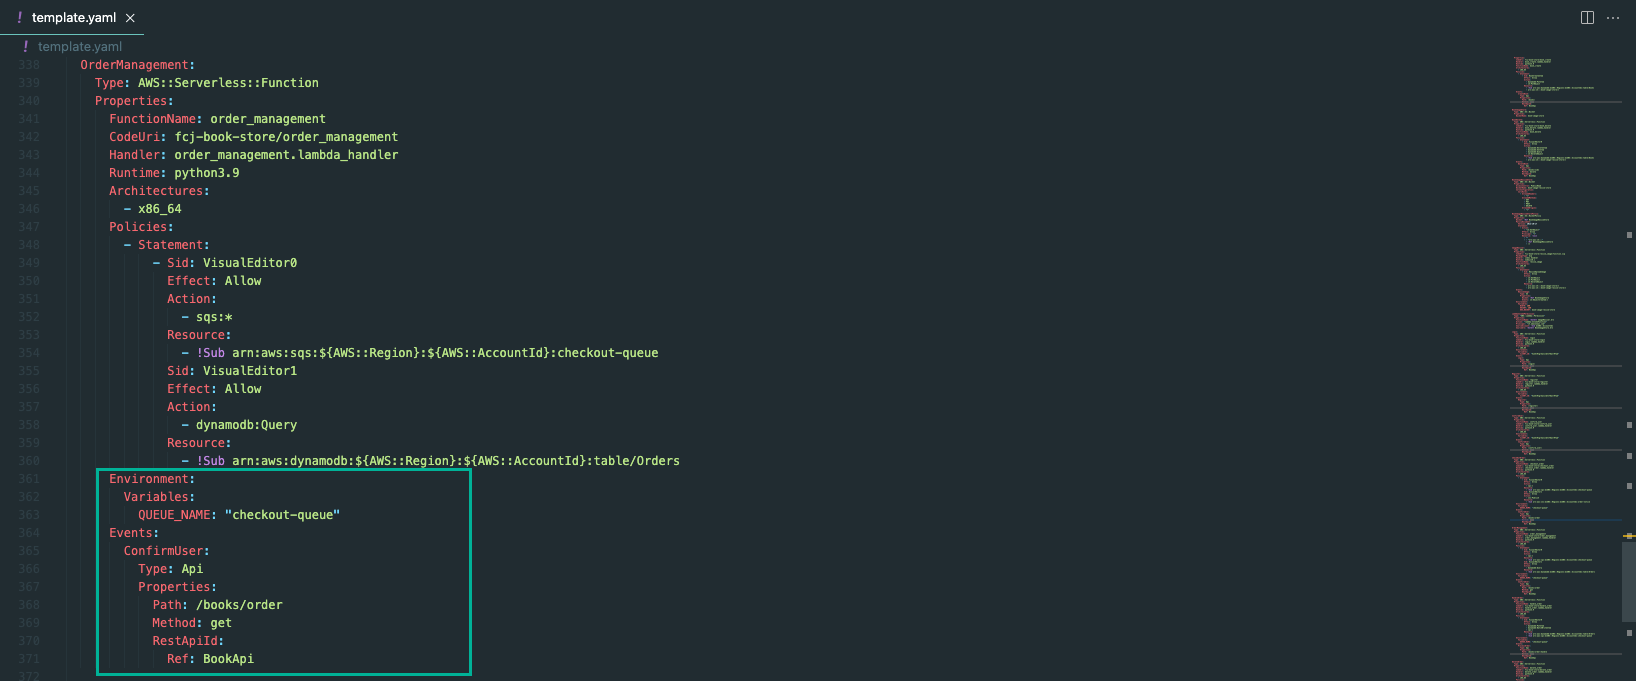 ! template.yaml ×
! template.yaml
338 OrderManagement:
339 Type: AWS::Serverless::Function
340 Properties:
341 FunctionName: order_management
342 CodeUri: fcj-book-store/order_management
343 Handler: order_management.lambda_handler
344 Runtime: python3.9
345 Architectures:
346 - x86_64
347 Policies:
348 - Statement:
349 - Sid: VisualEditor0
350 Effect: Allow
351 Action:
352 - sqs:*
353 Resource:
354 - !Sub arn:aws:sqs:${AWS::Region}:${AWS::AccountId}:checkout-queue
355 Sid: VisualEditor1
356 Effect: Allow
357 Action:
358 - dynamodb:Query
359 Resource:
360 - !Sub arn:aws:dynamodb:${AWS::Region}:${AWS::AccountId}:table/Orders
361 Environment:
362 Variables:
363 QUEUE_NAME: "checkout-queue"
364 Events:
365 ConfirmUser:
366 Type: Api
367 Properties:
368 Path: /books/order
369 Method: get
370 RestApiId:
371 Ref: BookApi
372